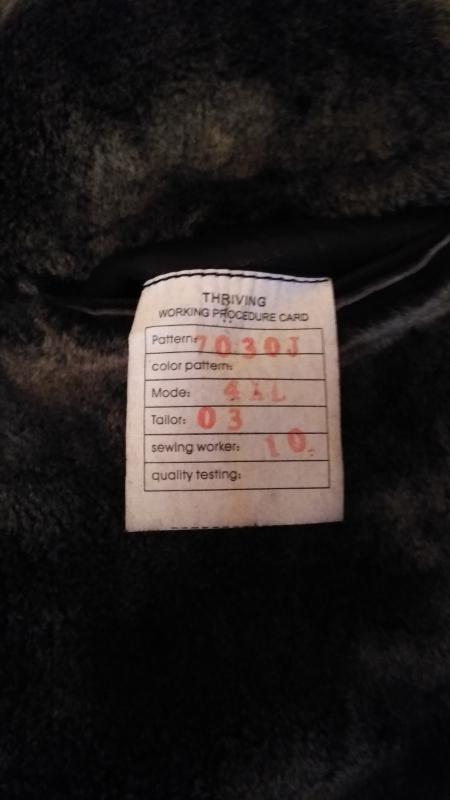 THRIVING
WORKING PROCEDURE CARD
Pattern: 7030J
color pattern:
Mode: 4XL
Tailor: 03
sewing worker: 10
quality testing: